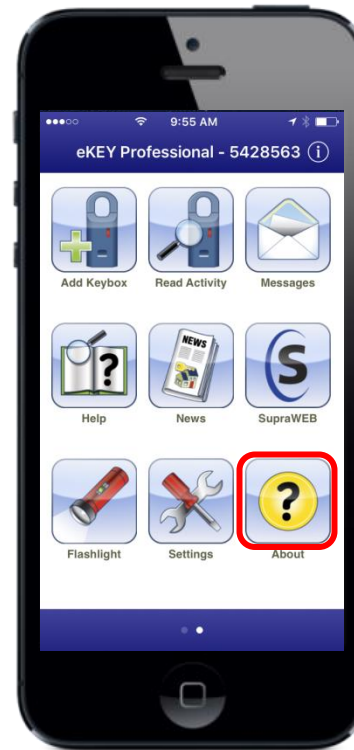 9:55 AM
eKEY Professional - 5428563
Add Keybox
Read Activity
Messages
?
NEWS
S
Help
News
SupraWEB
?
Flashlight
Settings
About